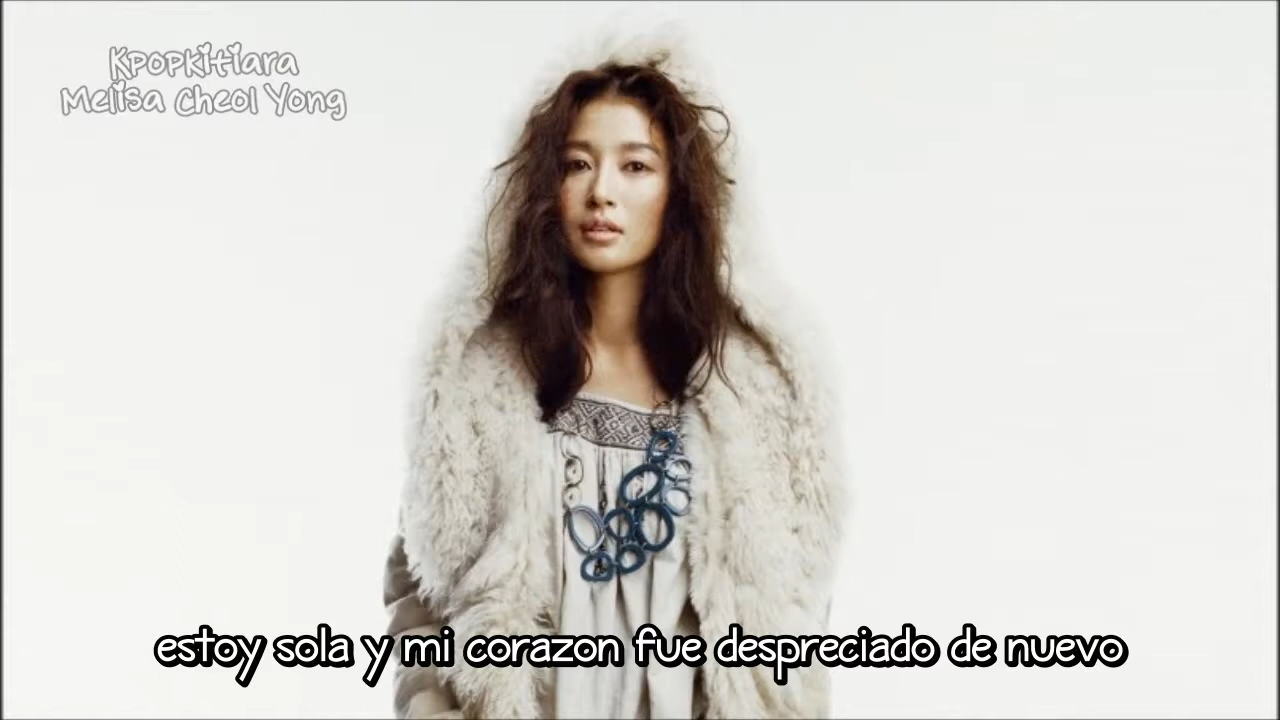 Kpopkitiara
Melisa Cheol Yong
estoy sola y mi corazon fue despreciado de nuevo